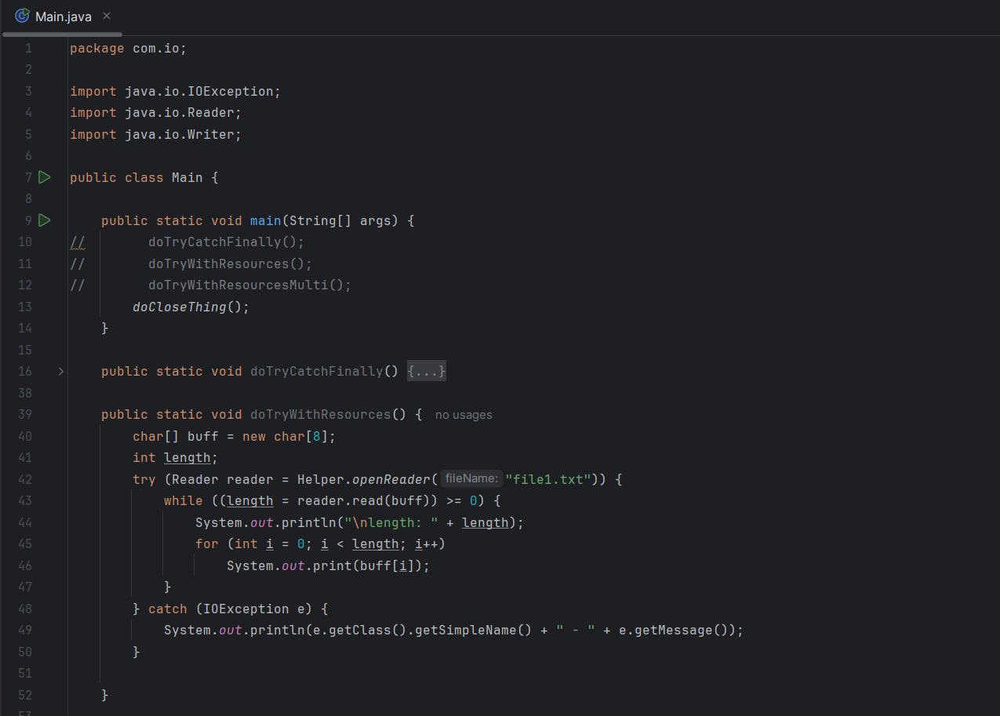 Main.java
1 package com.io;
2
3 import java.io.IOException;
4 import java.io.Reader;
5 import java.io.Writer;
6
7 public class Main {
8
9     public static void main(String[] args) {
10 //        doTryCatchFinally();
11 //        doTryWithResources();
12 //        doTryWithResourcesMulti();
13         doCloseThing();
14     }
15
16     public static void doTryCatchFinally() {...}
38
39     public static void doTryWithResources() { no usages
40         char[] buff = new char[8];
41         int length;
42         try (Reader reader = Helper.openReader( fileName: "file1.txt")) {
43             while ((length = reader.read(buff)) >= 0) {
44                 System.out.println("\nlength: " + length);
45                 for (int i = 0; i < length; i++)
46                     System.out.print(buff[i]);
47             }
48         } catch (IOException e) {
49             System.out.println(e.getClass().getSimpleName() + " - " + e.getMessage());
50         }
51
52     }
53